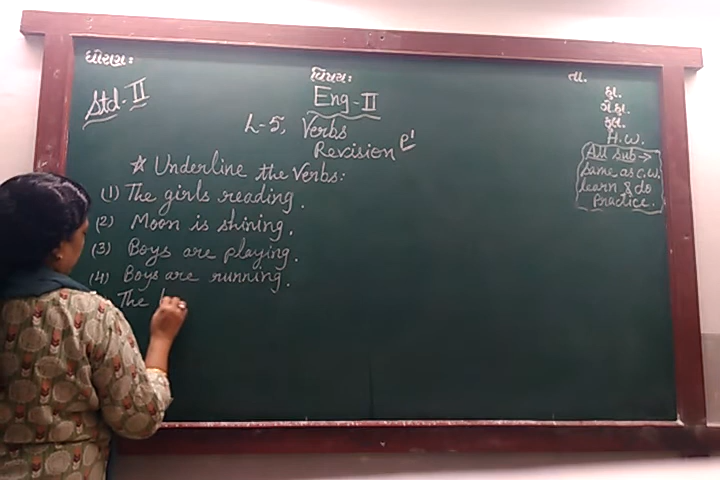 ધોરણઃ
વિષયઃ
તા.
Std-II
Eng-II
L-5, Verbs
Revision
હા.
ગે.હા.
કુલ.
H.W.
All Sub→
Same as C.W.
learn & do
Practice.
☆ Underline the Verbs:
(1) The girls reading.
(2) Moon is shining.
(3) Boys are playing.
(4) Boys are running.
The